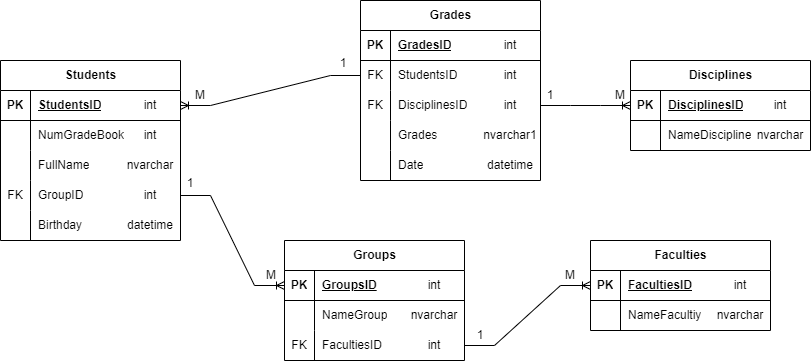 Grades
PK GradesID int
FK StudentsID int
FK DisciplinesID int
Grades nvarchar1
Date datetime
1
M
Students
PK StudentsID int
NumGradeBook int
FullName nvarchar
FK GroupID int
Birthday datetime
1
M
Disciplines
PK DisciplinesID int
NameDiscipline nvarchar
1
M
Groups
PK GroupsID int
NameGroup nvarchar
FK FacultiesID int
1
M
Faculties
PK FacultiesID int
NameFacultiy nvarchar